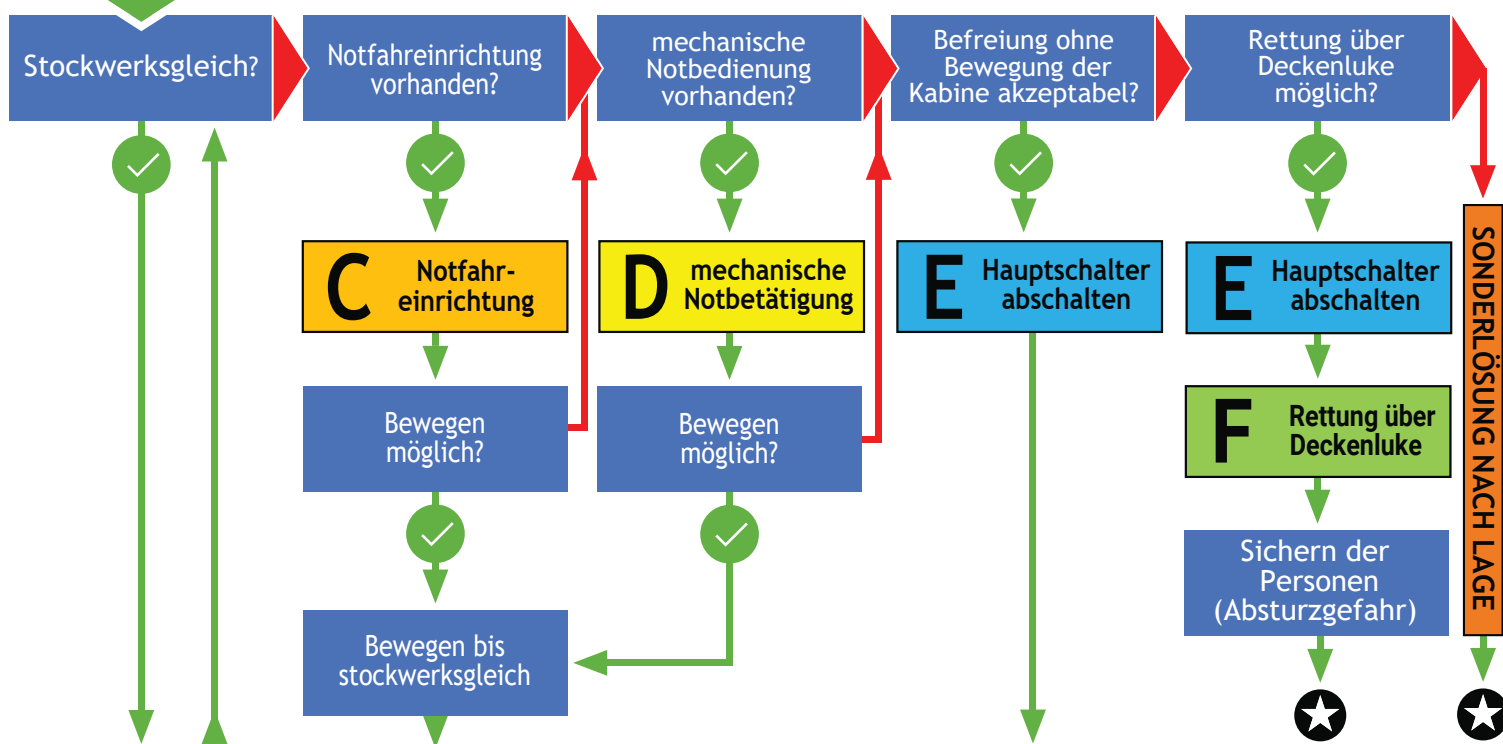 Stockwerksgleich?
Notfahreinrichtung
vorhanden?
mechanische
Notbedienung
vorhanden?
Befreiung ohne
Bewegung der
Kabine akzeptabel?
Rettung über
Deckenluke
möglich?
C
Notfahr-
einrichtung
D
mechanische
Notbetätigung
E
Hauptschalter
abschalten
E
Hauptschalter
abschalten
SONDERLÖSUNG NACH LAGE
Bewegen
möglich?
Bewegen
möglich?
F
Rettung über
Deckenluke
Sichern der
Personen
(Absturzgefahr)
Bewegen bis
stockwerksgleich